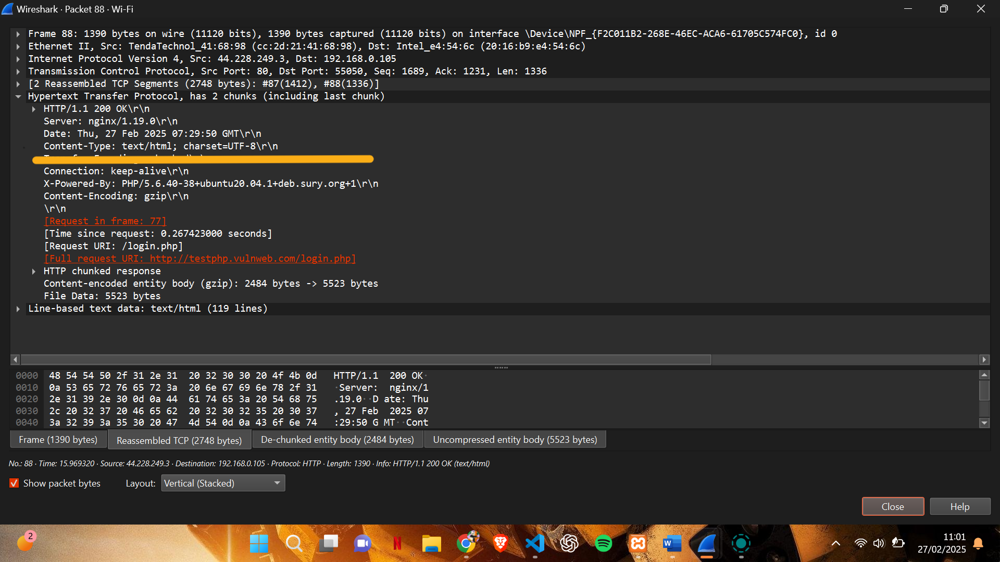 Wireshark · Packet 88 · Wi-Fi
Frame 88: 1390 bytes on wire (11120 bits), 1390 bytes captured (11120 bits) on interface \Device\NPF_{F2C011B2-268E-46EC-ACA6-61705C574FC0}, id 0
Ethernet II, Src: TendaTechnol_41:68:98 (cc:2d:21:41:68:98), Dst: Intel_e4:54:6c (20:16:b9:e4:54:6c)
Internet Protocol Version 4, Src: 44.228.249.3, Dst: 192.168.0.105
Transmission Control Protocol, Src Port: 80, Dst Port: 55050, Seq: 1689, Ack: 1231, Len: 1336
[2 Reassembled TCP Segments (2748 bytes): #87(1412), #88(1336)]
Hypertext Transfer Protocol, has 2 chunks (including last chunk)
HTTP/1.1 200 OK\r\n
Server: nginx/1.19.0\r\n
Date: Thu, 27 Feb 2025 07:29:50 GMT\r\n
Content-Type: text/html; charset=UTF-8\r\n
Connection: keep-alive\r\n
X-Powered-By: PHP/5.6.40-38+ubuntu20.04.1+deb.sury.org+1\r\n
Content-Encoding: gzip\r\n
\r\n
[Request in frame: 77]
[Time since request: 0.267423000 seconds]
[Request URI: /login.php]
[Full request URI: http://testphp.vulnweb.com/login.php]
HTTP chunked response
Content-encoded entity body (gzip): 2484 bytes -> 5523 bytes
File Data: 5523 bytes
Line-based text data: text/html (119 lines)
0000 48 54 54 50 2f 31 2e 31 20 32 30 30 20 4f 4b 0d HTTP/1.1 200 OK·
0010 0a 53 65 72 76 65 72 3a 20 6e 67 69 6e 78 2f 31 ·Server: nginx/1
0020 2e 31 39 2e 30 0d 0a 44 61 74 65 3a 20 54 68 75 .19.0··D ate: Thu
0030 2c 20 32 37 20 46 65 62 20 32 30 32 35 20 30 37 , 27 Feb 2025 07
0040 3a 32 39 3a 35 30 20 47 4d 54 0d 0a 43 6f 6e 74 :29:50 G MT··Cont
Frame (1390 bytes) Reassembled TCP (2748 bytes) De-chunked entity body (2484 bytes) Uncompressed entity body (5523 bytes)
No.: 88 · Time: 15.969320 · Source: 44.228.249.3 · Destination: 192.168.0.105 · Protocol: HTTP · Length: 1390 · Info: HTTP/1.1 200 OK (text/html)
Show packet bytes Layout: Vertical (Stacked)
Close Help
2
11:01
27/02/2025